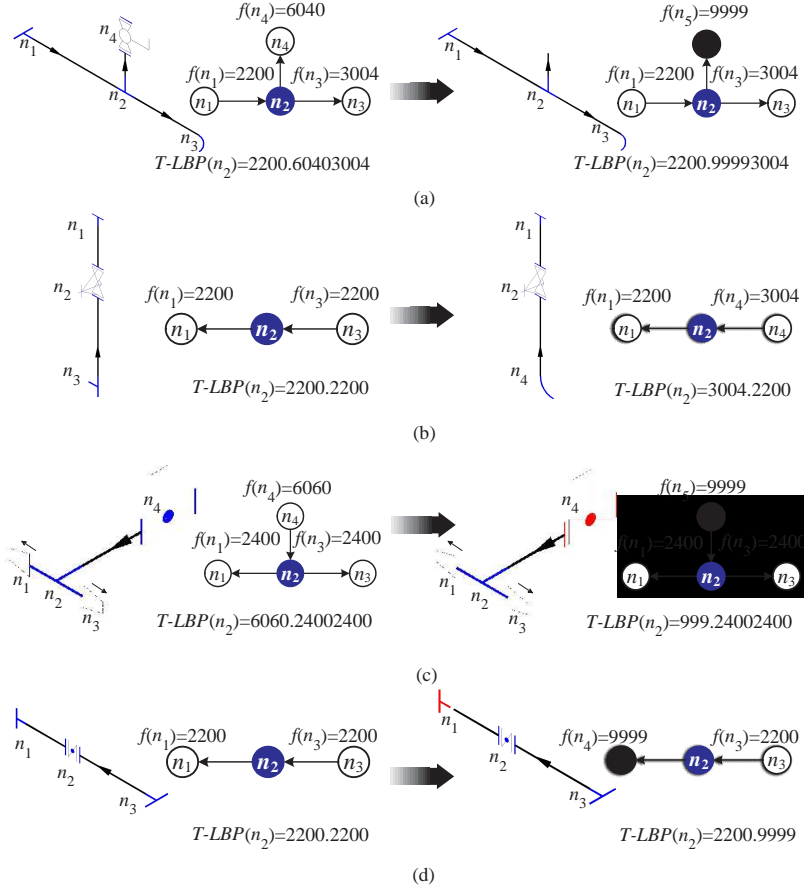 f(n4)=6040
f(n5)=9999
n4
n4
n1
n1
f(n1)=2200 f(n3)=3004
f(n1)=2200 f(n3)=3004
n2
n1 n2 n3
n2
n1 n2 n3
n3
n3
T-LBP(n2)=2200.60403004
T-LBP(n2)=2200.99993004
(a)
n1
n1
n2
f(n1)=2200 f(n3)=2200
n2
f(n1)=2200 f(n4)=3004
n1 n2 n3
n1 n2 n4
n3
n4
T-LBP(n2)=2200.2200
T-LBP(n2)=3004.2200
(b)
f(n4)=6060
f(n5)=9999
n4
n4
n4
f(n1)=2400 f(n3)=2400
f(n1)=2400 f(n3)=2400
n1
n1 n2 n3
n1
n1 n2 n3
n2
n2
n3
n3
T-LBP(n2)=6060.24002400
T-LBP(n2)=999.24002400
(c)
n1
f(n1)=2200 f(n3)=2200
n1
f(n4)=9999 f(n3)=2200
n2
n1 n2 n3
n2
n2 n3
n3
n3
T-LBP(n2)=2200.2200
T-LBP(n2)=2200.9999
(d)